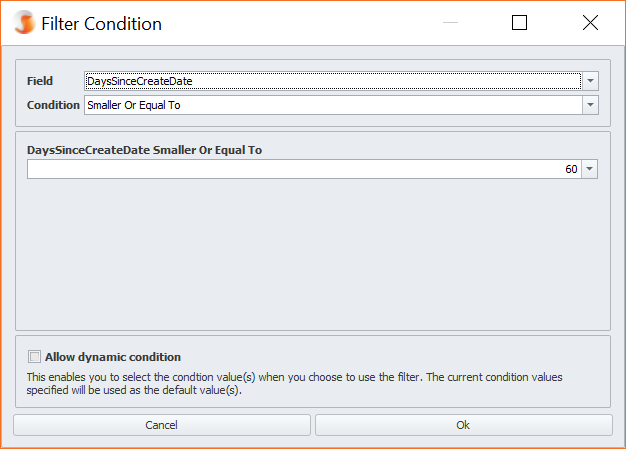 Filter Condition
Field DaysSinceCreateDate
Condition Smaller Or Equal To
DaysSinceCreateDate Smaller Or Equal To
60
Allow dynamic condition
This enables you to select the condtion value(s) when you choose to use the filter. The current condition values
specified will be used as the default value(s).
Cancel Ok